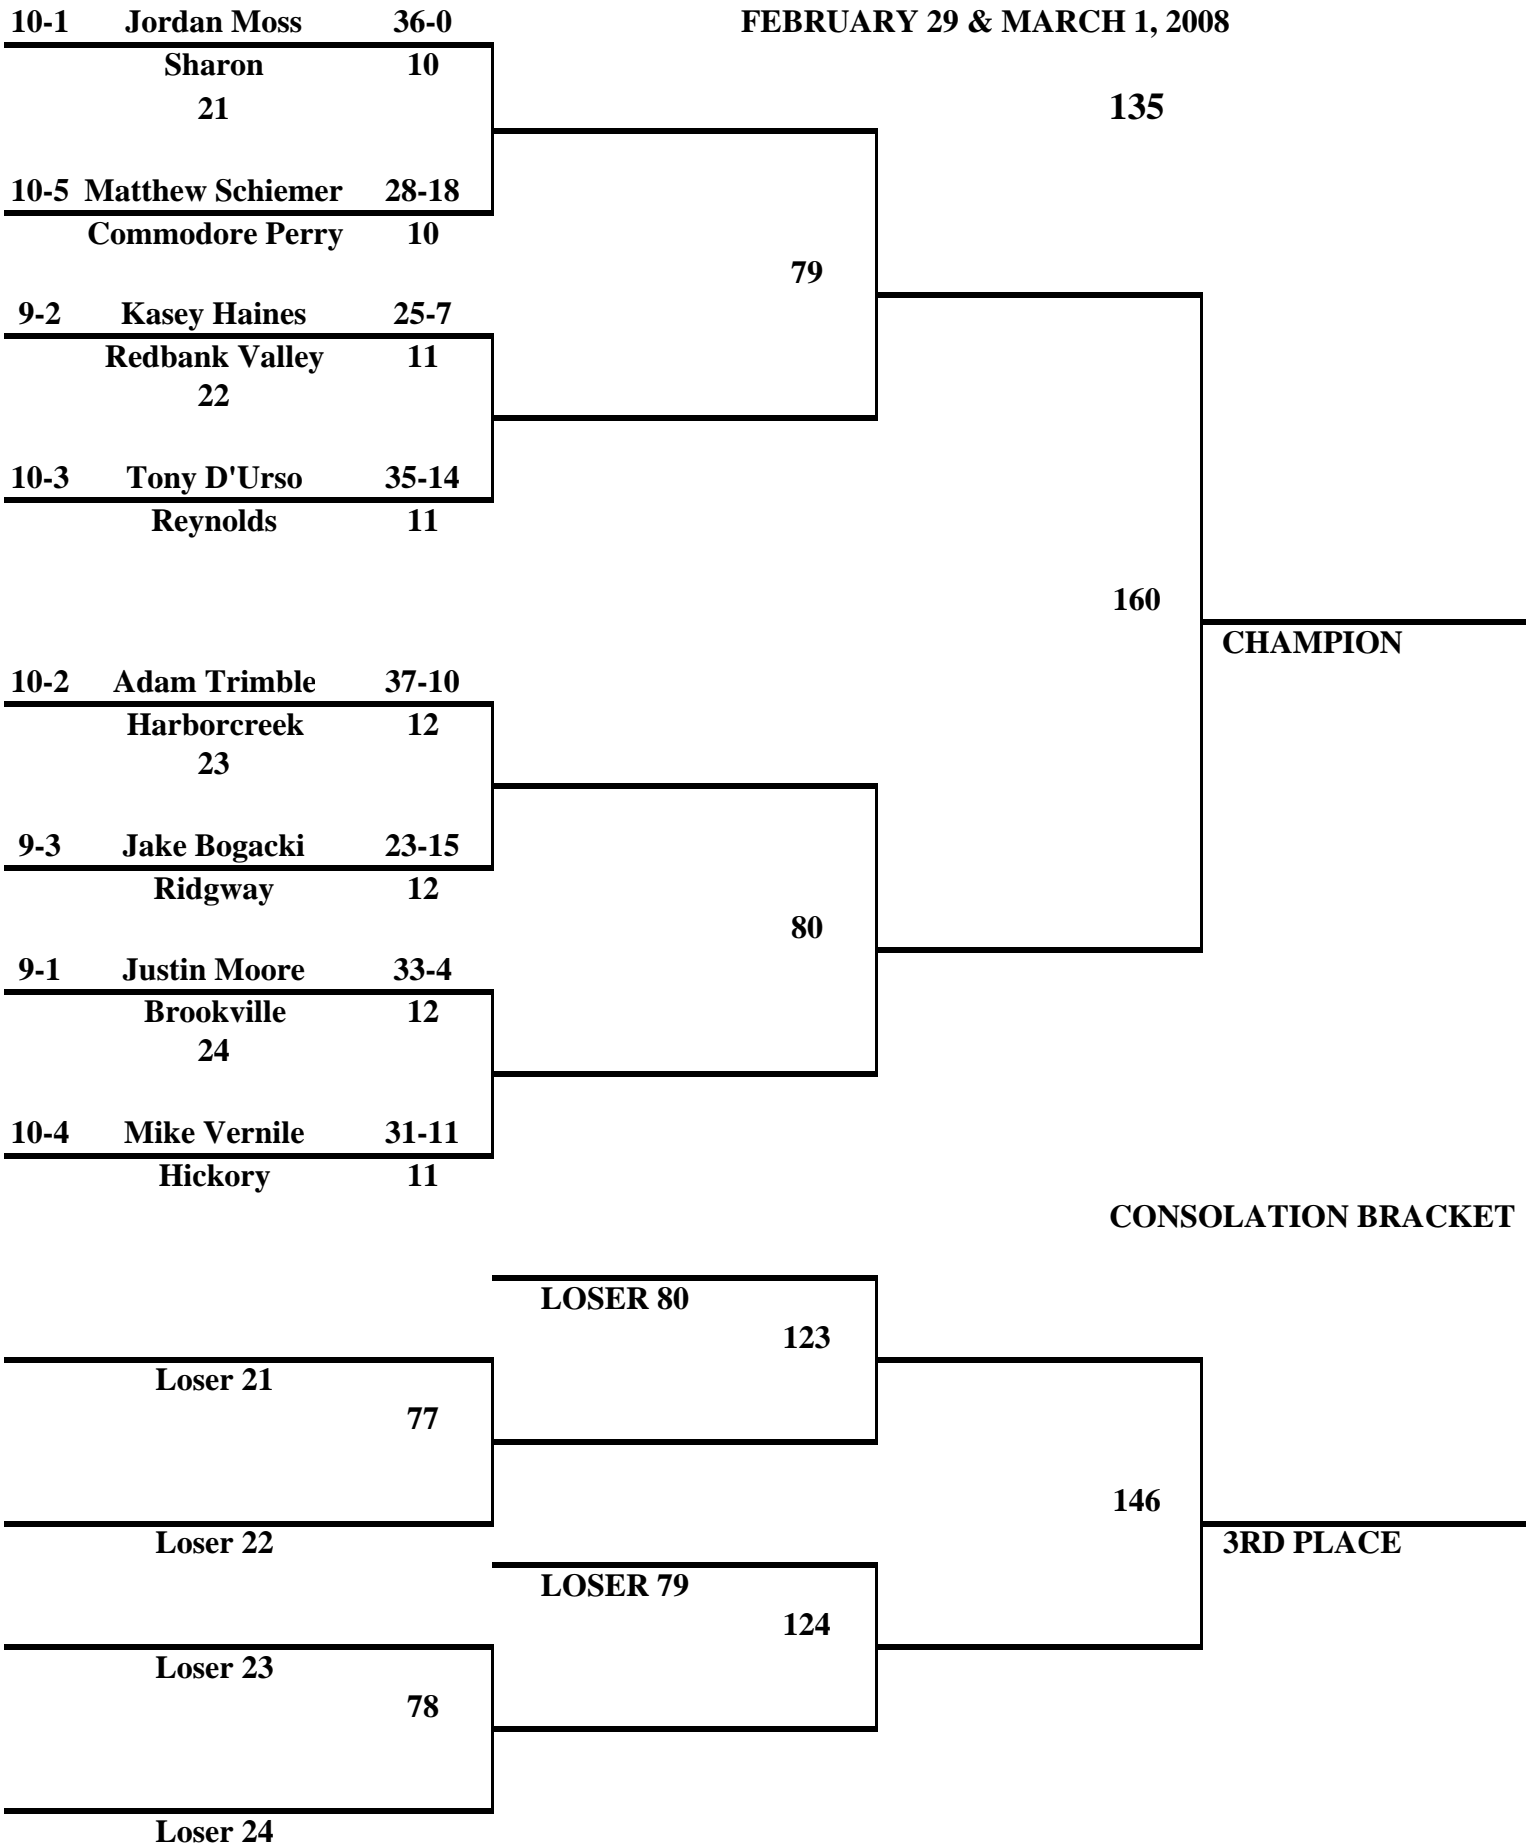 10-1 Jordan Moss 36-0 FEBRUARY 29 & MARCH 1, 2008
Sharon 10
21 135
10-5 Matthew Schiemer 28-18
Commodore Perry 10
79
9-2 Kasey Haines 25-7
Redbank Valley 11
22
10-3 Tony D'Urso 35-14
Reynolds 11
160
CHAMPION
10-2 Adam Trimble 37-10
Harborcreek 12
23
9-3 Jake Bogacki 23-15
Ridgway 12
80
9-1 Justin Moore 33-4
Brookville 12
24
10-4 Mike Vernile 31-11
Hickory 11
CONSOLATION BRACKET
LOSER 80
123
Loser 21
77
146
Loser 22 3RD PLACE
LOSER 79
124
Loser 23
78
Loser 24